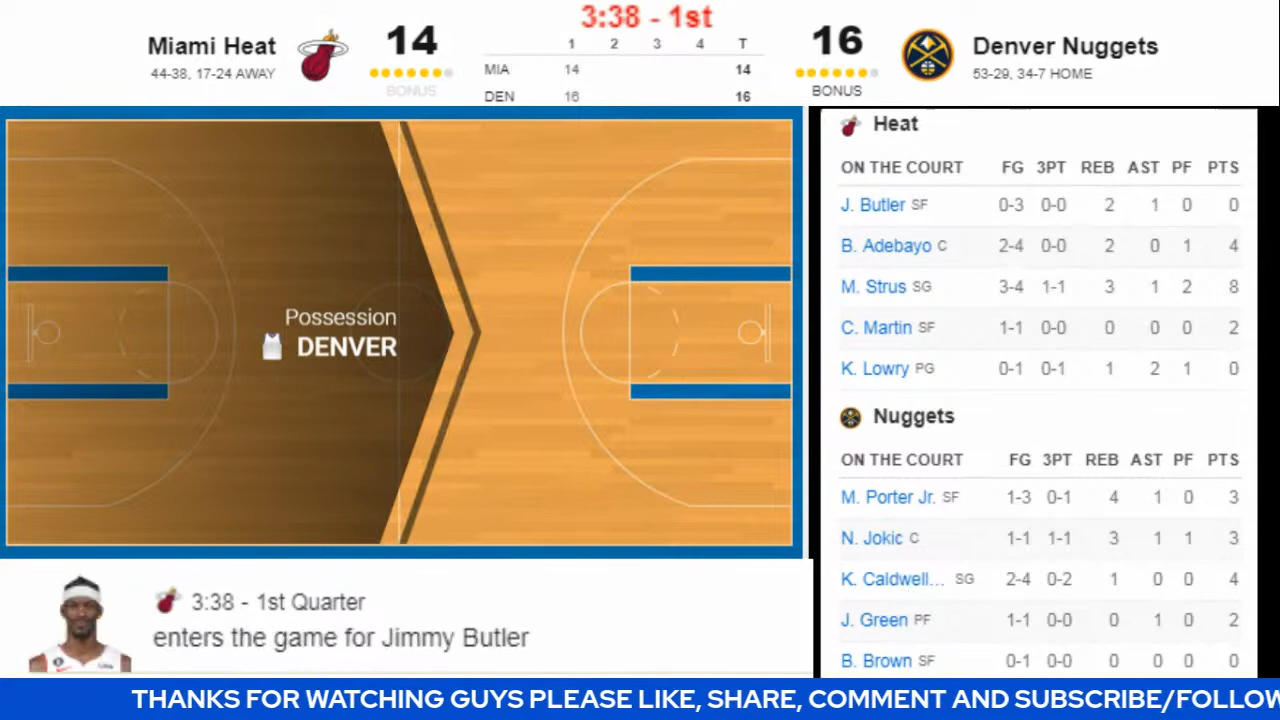 Miami Heat
44-38, 17-24 AWAY
14
BONUS
3:38 - 1st
1 2 3 4 T
MIA 14 14
DEN 16 16
16
BONUS
Denver Nuggets
53-29, 34-7 HOME
Possession
DENVER
3:38 - 1st Quarter
enters the game for Jimmy Butler
Heat
ON THE COURT FG 3PT REB AST PF PTS
J. Butler SF 0-3 0-0 2 1 0 0
B. Adebayo C 2-4 0-0 2 0 1 4
M. Strus SG 3-4 1-1 3 1 2 8
C. Martin SF 1-1 0-0 0 0 0 2
K. Lowry PG 0-1 0-1 1 2 1 0
Nuggets
ON THE COURT FG 3PT REB AST PF PTS
M. Porter Jr. SF 1-3 0-1 4 1 0 3
N. Jokic C 1-1 1-1 3 1 1 3
K. Caldwell... SG 2-4 0-2 1 0 0 4
J. Green PF 1-1 0-0 0 1 0 2
B. Brown SF 0-1 0-0 0 0 0 0
THANKS FOR WATCHING GUYS PLEASE LIKE, SHARE, COMMENT AND SUBSCRIBE/FOLLOW